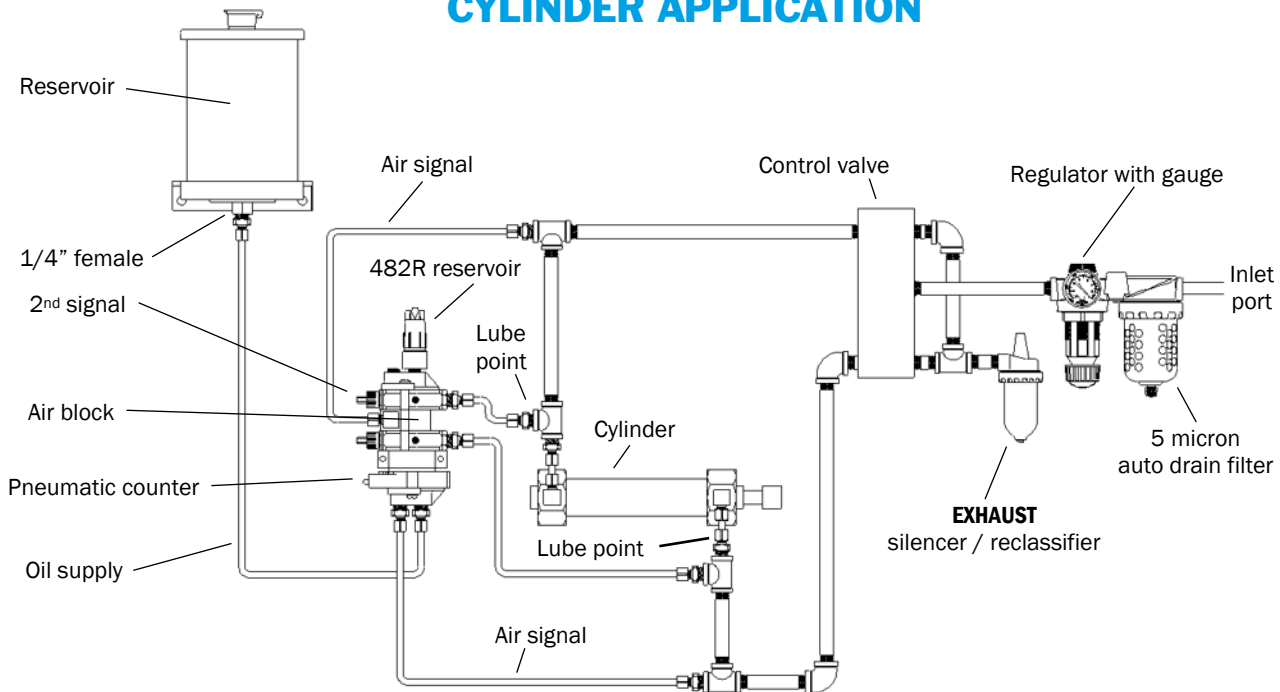 CYLINDER APPLICATION
Reservoir
Air signal
Control valve
Regulator with gauge
1/4” female
482R reservoir
Inlet
port
2nd signal
Lube
point
Air block
Cylinder
5 micron
auto drain filter
Pneumatic counter
EXHAUST
silencer / reclassifier
Lube point
Oil supply
Air signal